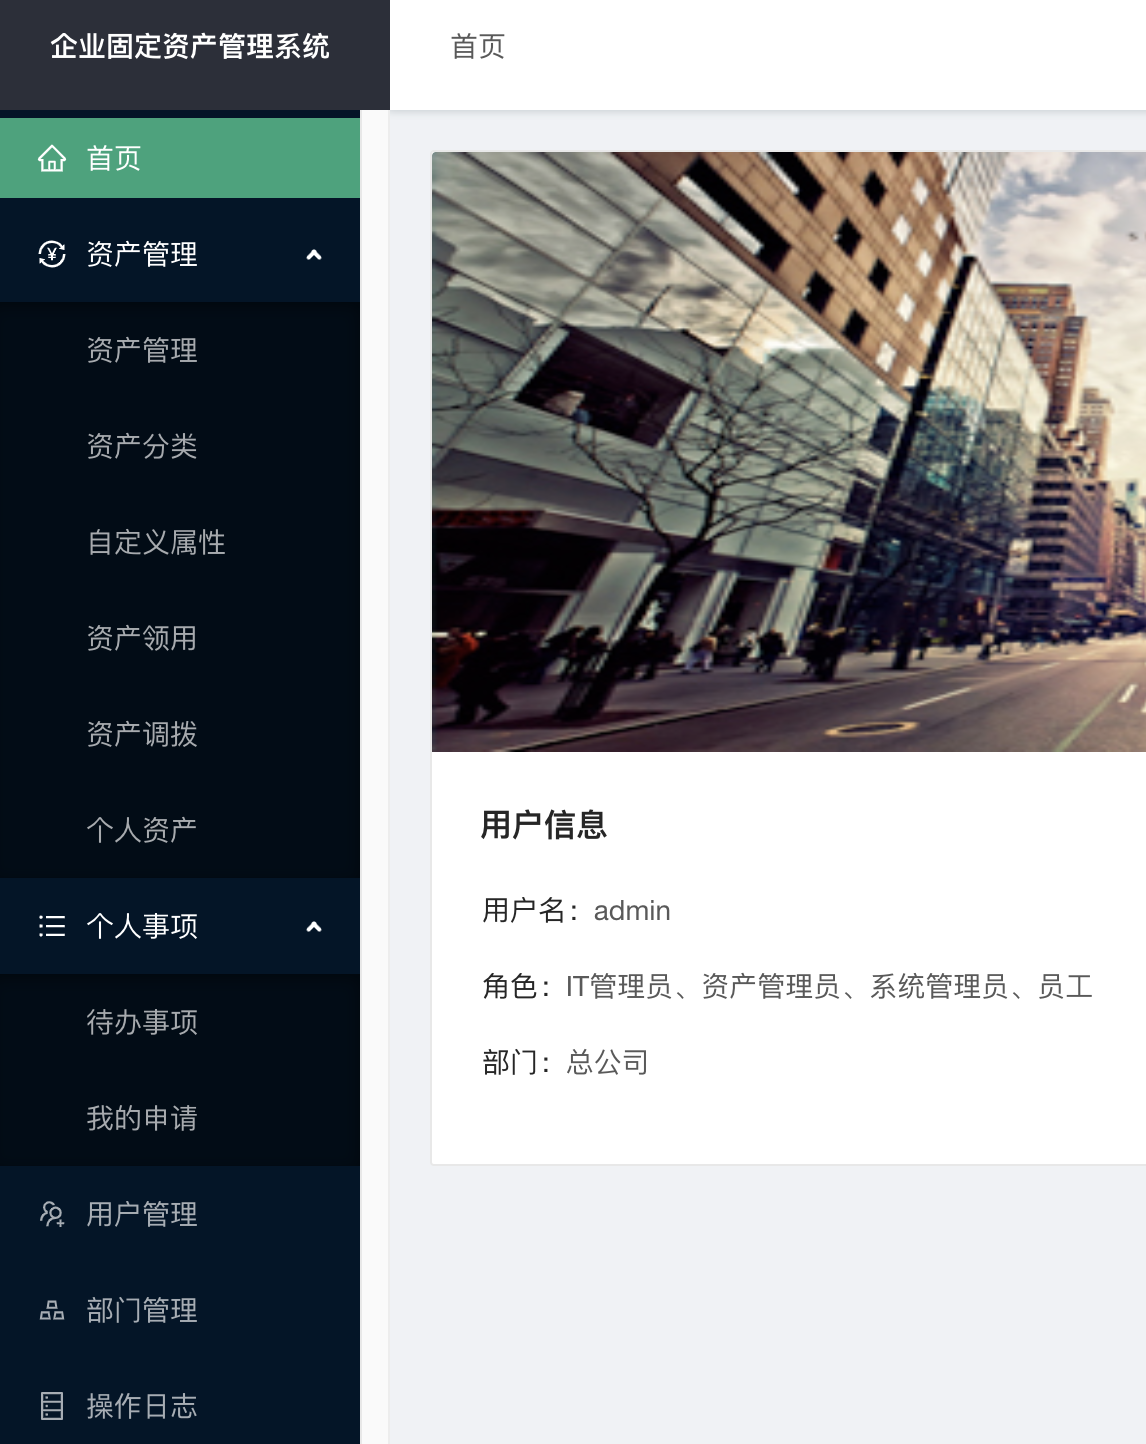 企业固定资产管理系统
首页
首页
资产管理
资产管理
资产分类
自定义属性
资产领用
资产调拨
个人资产
个人事项
待办事项
我的申请
用户管理
部门管理
操作日志
用户信息
用户名：admin
角色：IT管理员、资产管理员、系统管理员、员工
部门：总公司